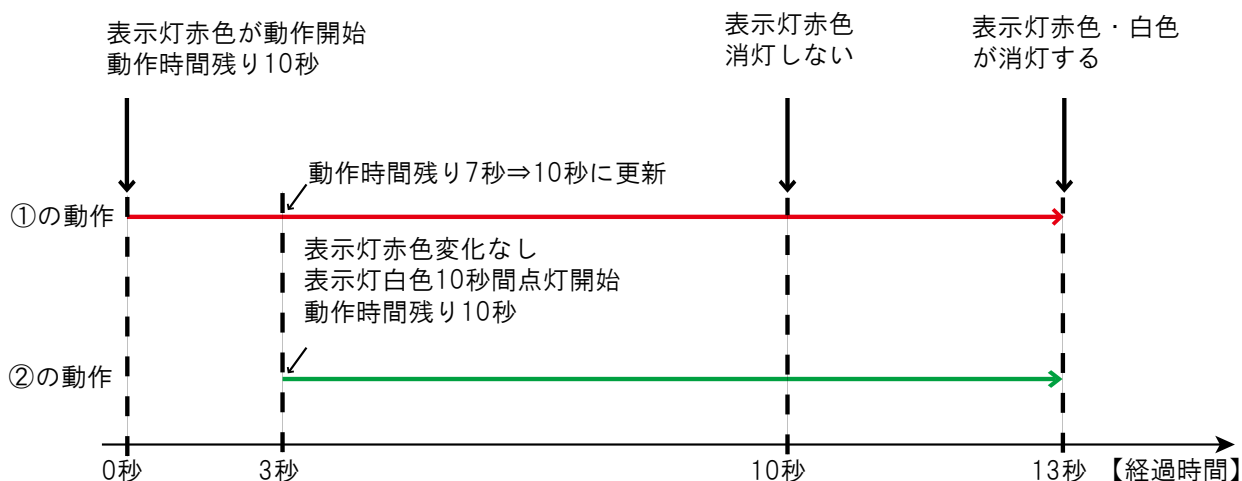 表示灯赤色が動作開始
動作時間残り10秒
表示灯赤色
消灯しない
表示灯赤色・白色
が消灯する
動作時間残り7秒⇒10秒に更新
①の動作
表示灯赤色変化なし
表示灯白色10秒間点灯開始
動作時間残り10秒
②の動作
0秒
3秒
10秒
13秒
【経過時間】